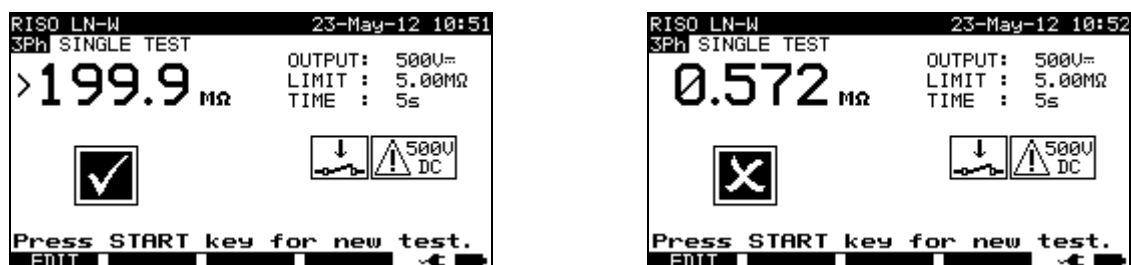 RISO LN-W 23-May-12 10:51
3Ph SINGLE TEST
OUTPUT: 500V⎓
>199.9 MΩ
LIMIT : 5.00MΩ
TIME : 5s
500V
DC
Press START key for new test.
EDIT
RISO LN-W 23-May-12 10:52
3Ph SINGLE TEST
OUTPUT: 500V⎓
0.572 MΩ
LIMIT : 5.00MΩ
TIME : 5s
500V
DC
Press START key for new test.
EDIT